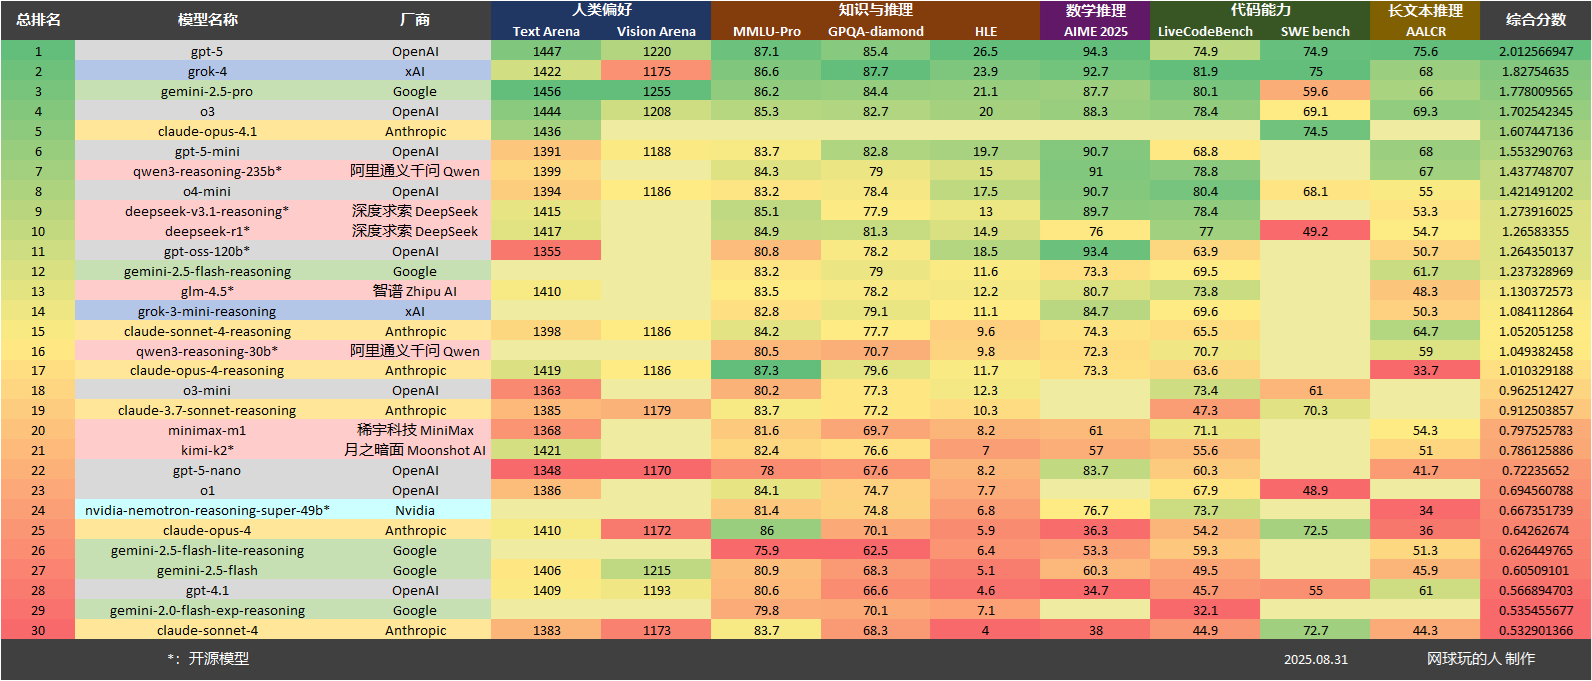 总排名 模型名称 厂商 人类偏好 知识与推理 数学推理 代码能力 长文本推理 综合分数
Text Arena Vision Arena MMLU-Pro GPQA-diamond HLE AIME 2025 LiveCodeBench SWE bench AALCR
1 gpt-5 OpenAI 1447 1220 87.1 85.4 26.5 94.3 74.9 74.9 75.6 2.012566947
2 grok-4 xAI 1422 1175 86.6 87.7 23.9 92.7 81.9 75 68 1.82754635
3 gemini-2.5-pro Google 1456 1255 86.2 84.4 21.1 87.7 80.1 59.6 66 1.778009565
4 o3 OpenAI 1444 1208 85.3 82.7 20 88.3 78.4 69.1 69.3 1.702542345
5 claude-opus-4.1 Anthropic 1436 74.5 1.607447136
6 gpt-5-mini OpenAI 1391 1188 83.7 82.8 19.7 90.7 68.8 68 1.553290763
7 qwen3-reasoning-235b* 阿里通义千问 Qwen 1399 84.3 79 15 91 78.8 67 1.437748707
8 o4-mini OpenAI 1394 1186 83.2 78.4 17.5 90.7 80.4 68.1 55 1.421491202
9 deepseek-v3.1-reasoning* 深度求索 DeepSeek 1415 85.1 77.9 13 89.7 78.4 53.3 1.273916025
10 deepseek-r1* 深度求索 DeepSeek 1417 84.9 81.3 14.9 76 77 49.2 54.7 1.26583355
11 gpt-oss-120b* OpenAI 1355 80.8 78.2 18.5 93.4 63.9 50.7 1.264350137
12 gemini-2.5-flash-reasoning Google 83.2 79 11.6 73.3 69.5 61.7 1.237328969
13 glm-4.5* 智谱 Zhipu AI 1410 83.5 78.2 12.2 80.7 73.8 48.3 1.130372573
14 grok-3-mini-reasoning xAI 82.8 79.1 11.1 84.7 69.6 50.3 1.084112864
15 claude-sonnet-4-reasoning Anthropic 1398 1186 84.2 77.7 9.6 74.3 65.5 64.7 1.052051258
16 qwen3-reasoning-30b* 阿里通义千问 Qwen 80.5 70.7 9.8 72.3 70.7 59 1.049382458
17 claude-opus-4-reasoning Anthropic 1419 1186 87.3 79.6 11.7 73.3 63.6 33.7 1.010329188
18 o3-mini OpenAI 1363 80.2 77.3 12.3 73.4 61 0.962512427
19 claude-3.7-sonnet-reasoning Anthropic 1385 1179 83.7 77.2 10.3 47.3 70.3 0.912503857
20 minimax-m1 稀宇科技 MiniMax 1368 81.6 69.7 8.2 61 71.1 54.3 0.797525783
21 kimi-k2* 月之暗面 Moonshot AI 1421 82.4 76.6 7 57 55.6 51 0.786125886
22 gpt-5-nano OpenAI 1348 1170 78 67.6 8.2 83.7 60.3 41.7 0.72235652
23 o1 OpenAI 1386 84.1 74.7 7.7 67.9 48.9 0.694560788
24 nvidia-nemotron-reasoning-super-49b* Nvidia 81.4 74.8 6.8 76.7 73.7 34 0.667351739
25 claude-opus-4 Anthropic 1410 1172 86 70.1 5.9 36.3 54.2 72.5 36 0.64262674
26 gemini-2.5-flash-lite-reasoning Google 75.9 62.5 6.4 53.3 59.3 51.3 0.626449765
27 gemini-2.5-flash Google 1406 1215 80.9 68.3 5.1 60.3 49.5 45.9 0.60509101
28 gpt-4.1 OpenAI 1409 1193 80.6 66.6 4.6 34.7 45.7 55 61 0.566894703
29 gemini-2.0-flash-exp-reasoning Google 79.8 70.1 7.1 32.1 0.535455677
30 claude-sonnet-4 Anthropic 1383 1173 83.7 68.3 4 38 44.9 72.7 44.3 0.532901366
*：开源模型 2025.08.31 网球玩的人 制作